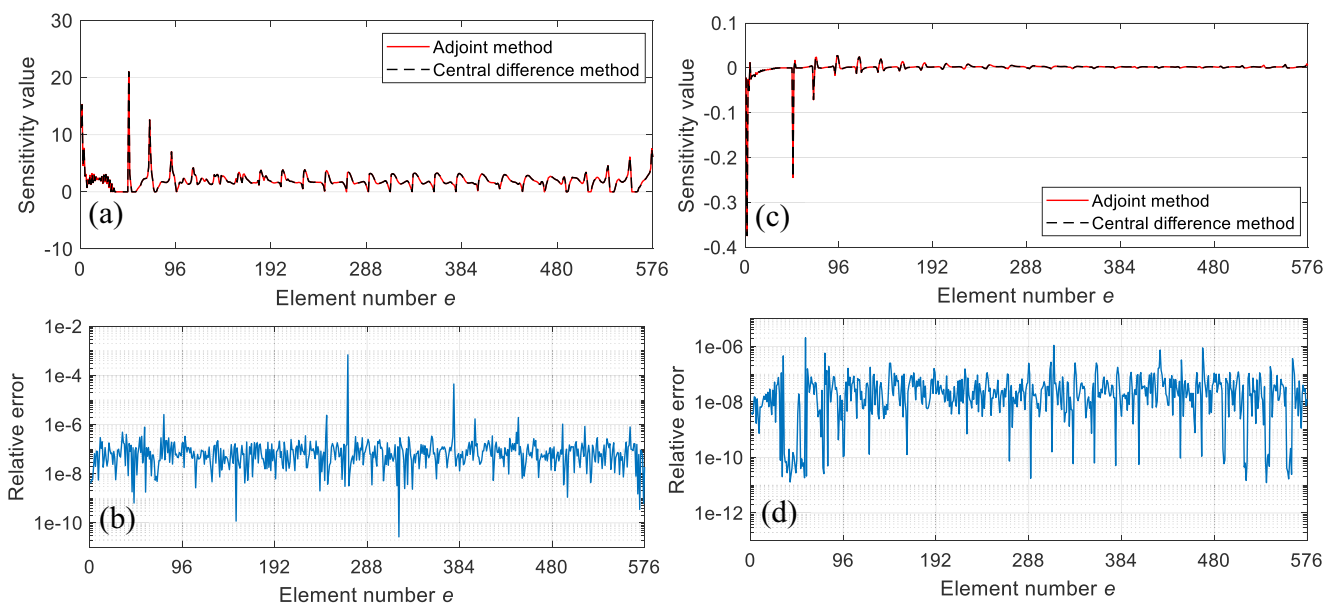 30
20
10
0
-10
Sensitivity value
Adjoint method
Central difference method
(a)
0 96 192 288 384 480 576
Element number e
0.1
0
-0.1
-0.2
-0.3
-0.4
Sensitivity value
Adjoint method
Central difference method
(c)
0 96 192 288 384 480 576
Element number e
1e-2
1e-4
1e-6
1e-8
1e-10
Relative error
(b)
0 96 192 288 384 480 576
Element number e
1e-06
1e-08
1e-10
1e-12
Relative error
(d)
0 96 192 288 384 480 576
Element number e